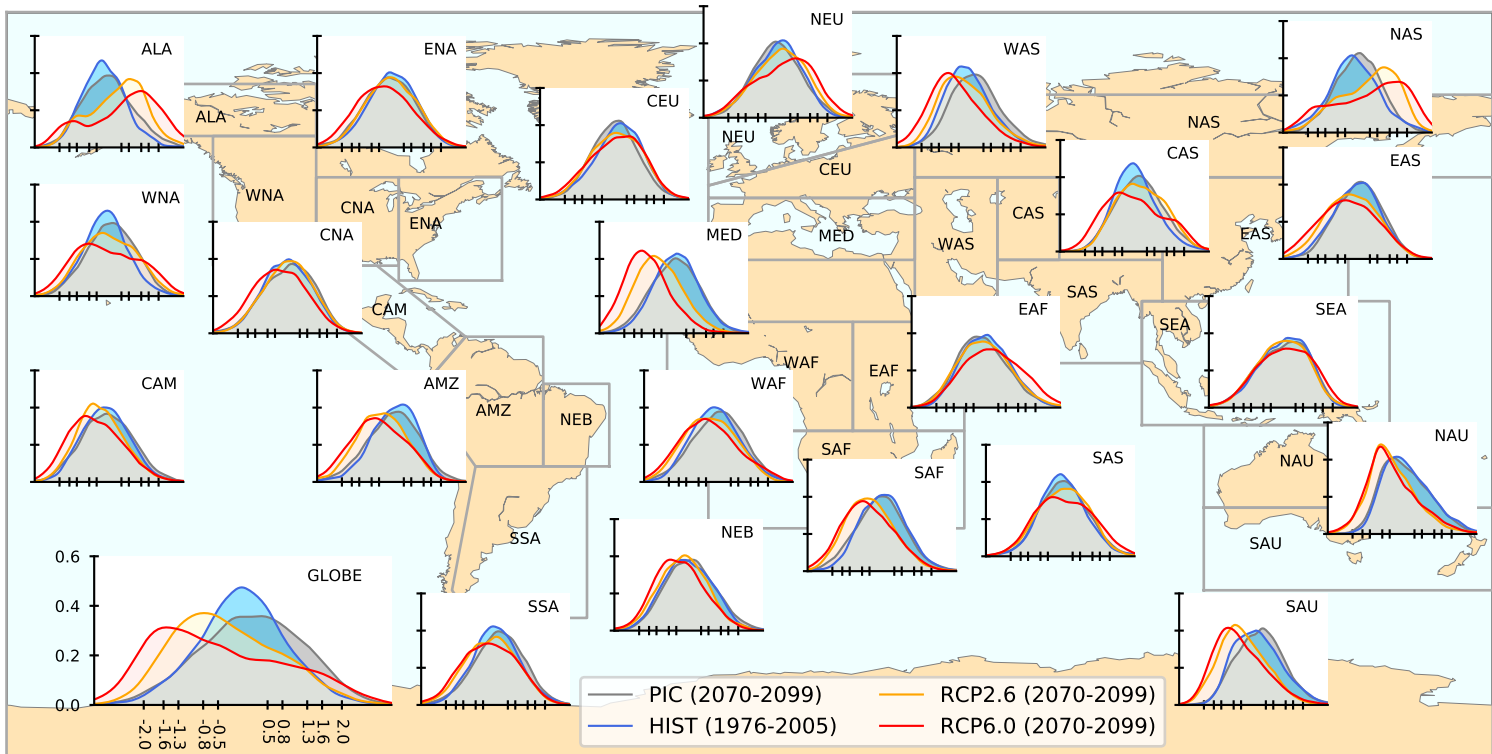 NEU
ALA
ENA
WAS
NAS
CEU
ALA
NAS
NEU
CAS
EAS
CEU
WNA
WNA
CNA
CAS
ENA
CNA
MED
MED
EAS
WAS
SAS
CAM
EAF
SEA
SEA
WAF
EAF
CAM
AMZ
WAF
AMZ
NEB
NAU
SAF
SAS
NAU
SAF
NEB
SSA
SAU
0.6
GLOBE
0.4
SSA
SAU
0.2
PIC (2070-2099)
RCP2.6 (2070-2099)
0.0
HIST (1976-2005)
RCP6.0 (2070-2099)
-2.0
-1.6
-1.3
-0.8
-0.5
0.5
0.8
1.3
1.6
2.0